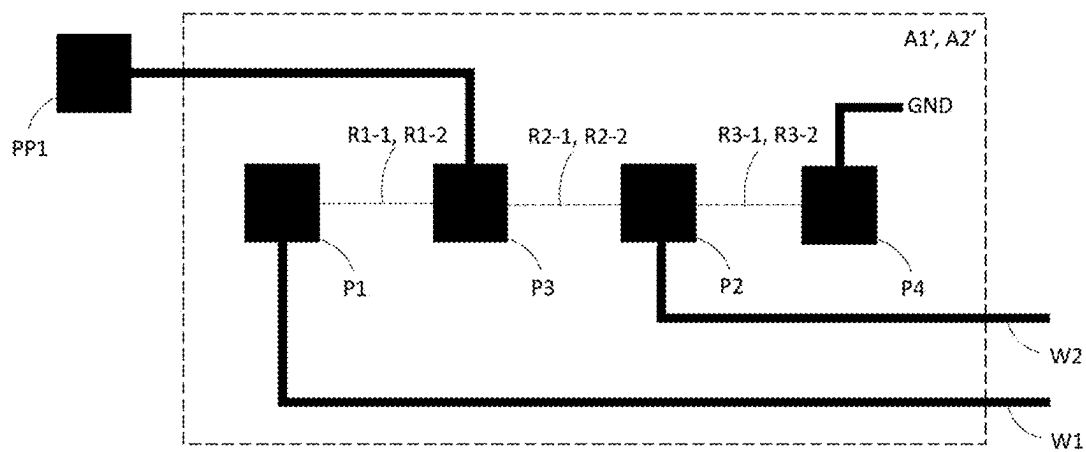 A1', A2'
GND
PP1
R1-1, R1-2
R2-1, R2-2
R3-1, R3-2
P1
P3
P2
P4
W2
W1